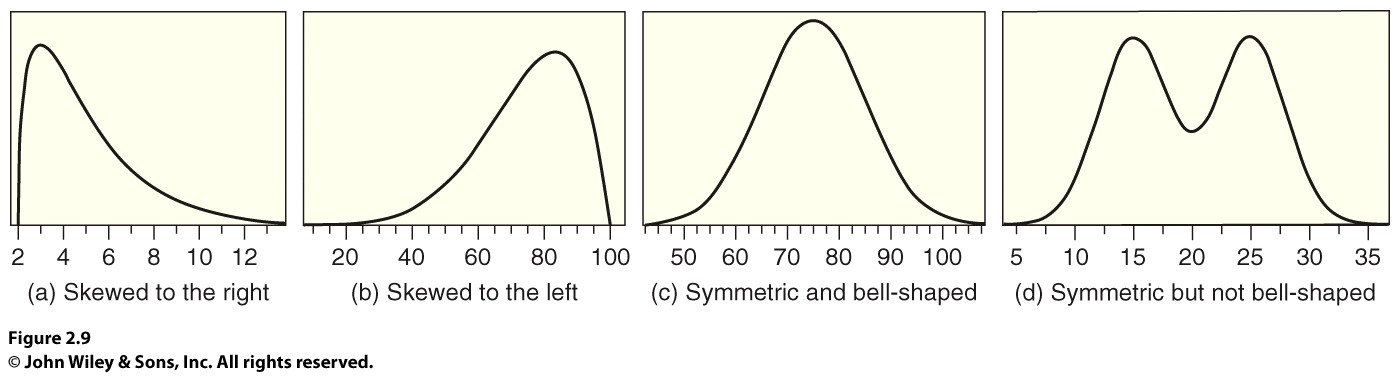 2 4 6 8 10 12
(a) Skewed to the right
20 40 60 80 100
(b) Skewed to the left
50 60 70 80 90 100
(c) Symmetric and bell-shaped
5 10 15 20 25 30 35
(d) Symmetric but not bell-shaped
Figure 2.9
© John Wiley & Sons, Inc. All rights reserved.